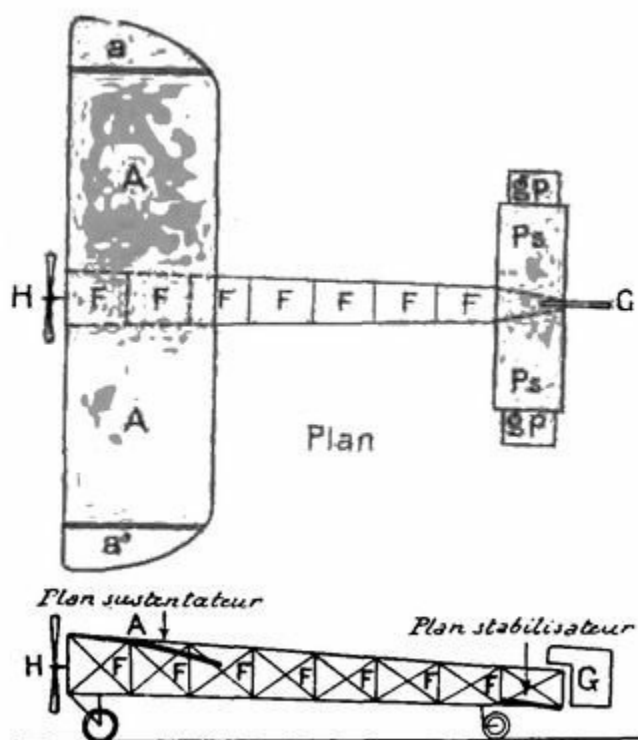 a
A
gp
Ps
H F F F F F F F G
Ps
A
gp
Plan
a'
Plan sustentateur
A
Plan stabilisateur
H F F F F F F F G